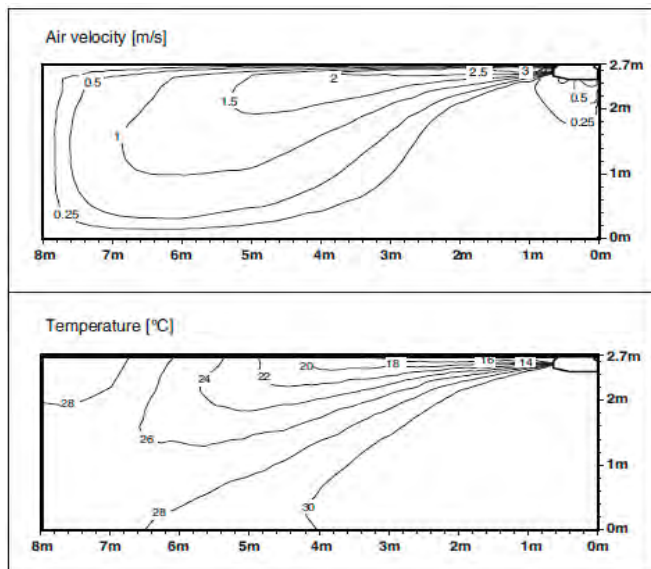 Air velocity [m/s]
0.5 2 2.5 3 2.7m
1.5 0.5 2m
0.25
1 1m
0.25 0m
8m 7m 6m 5m 4m 3m 2m 1m 0m
Temperature [°C]
20 18 16 14 2.7m
28 24 22 2m
26 1m
28 30 0m
8m 7m 6m 5m 4m 3m 2m 1m 0m